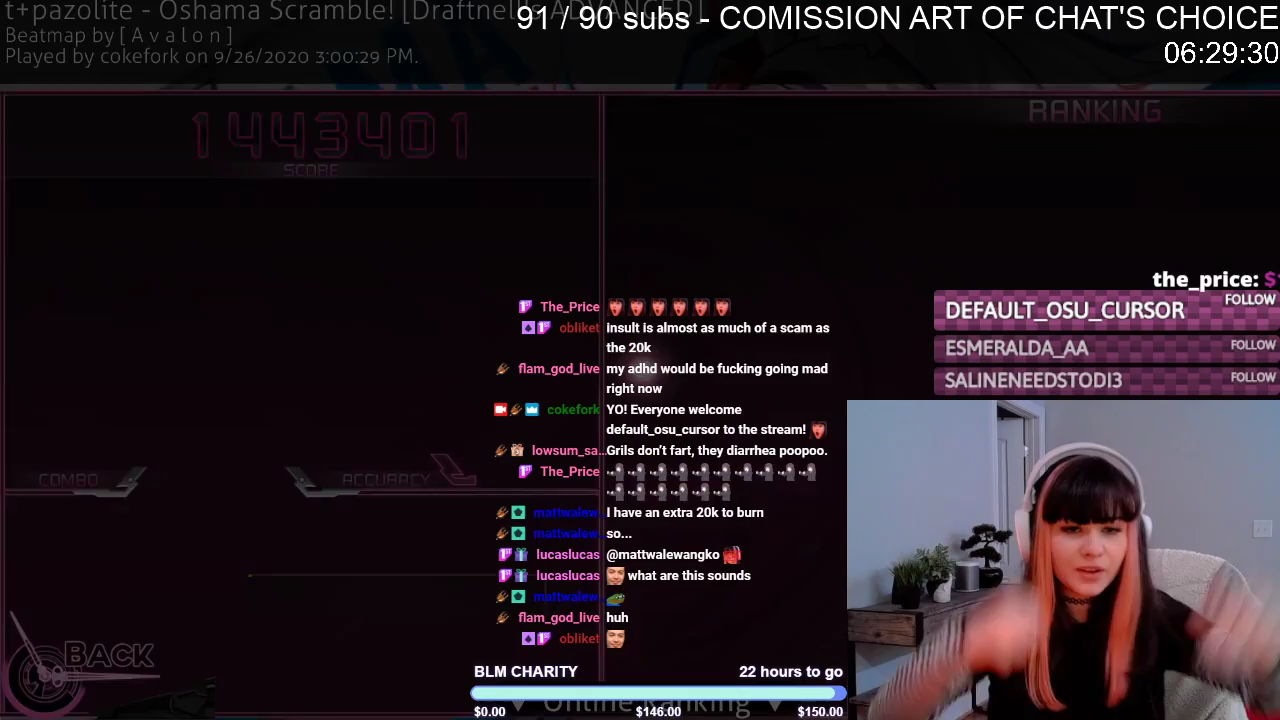 t+pazolite - Oshama Scramble! [Draftnell's ADVANCED]
91 / 90 subs - COMISSION ART OF CHAT'S CHOICE
Beatmap by [ A v a l o n ]
Played by cokefork on 9/26/2020 3:00:29 PM.
06:29:30
1443401
SCORE
RANKING
COMBO
ACCURACY
BACK
The_Price
obliket insult is almost as much of a scam as
the 20k
flam_god_live my adhd would be fucking going mad
right now
cokefork YO! Everyone welcome
default_osu_cursor to the stream!
lowsum_sa... Grils don't fart, they diarrhea poopoo.
The_Price
mattwalew... I have an extra 20k to burn
mattwalew... so...
lucaslucas @mattwalewangko
lucaslucas what are this sounds
mattwalew...
flam_god_live huh
obliket
the_price: $
DEFAULT_OSU_CURSOR FOLLOW
ESMERALDA_AA FOLLOW
SALINENEEDSTODI3 FOLLOW
BLM CHARITY 22 hours to go
Online Ranking
$0.00 $146.00 $150.00